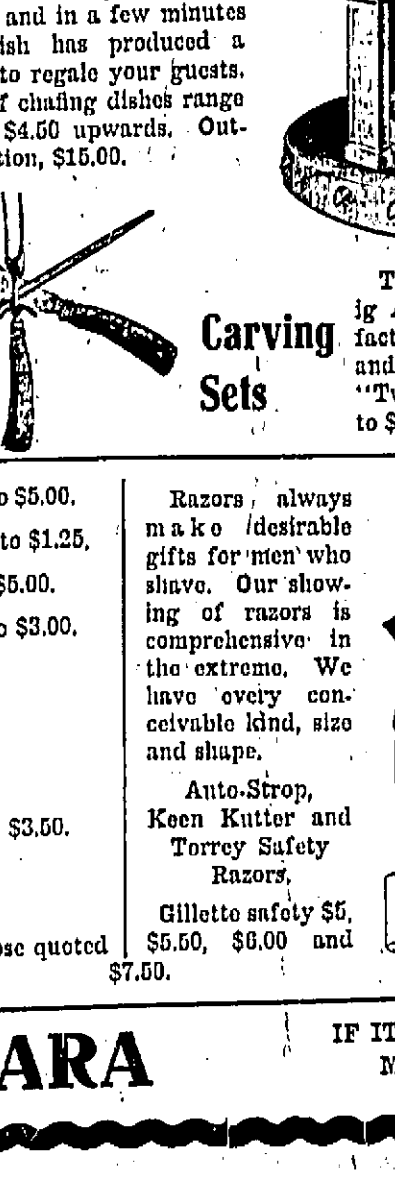 and in a few minutes
ish has produced a
to regale your guests.
f chafing dishes range
$4.50 upwards. Out-
tion, $15.00.
Carving
Sets
T
ig
fact
and
"Tw
to $
o $5.00.
to $1.25.
$5.00.
o $3.00.
$3.50.
ose quoted
Razors always
make desirable
gifts for men who
shave. Our show-
ing of razors is
comprehensive in
the extreme. We
have every con-
ceivable kind, size
and shape.
Auto-Strop,
Keen Kutter and
Torrey Safety
Razors.
Gillette safety $5,
$5.50, $6.00 and
$7.50.
ARA
IF IT
M